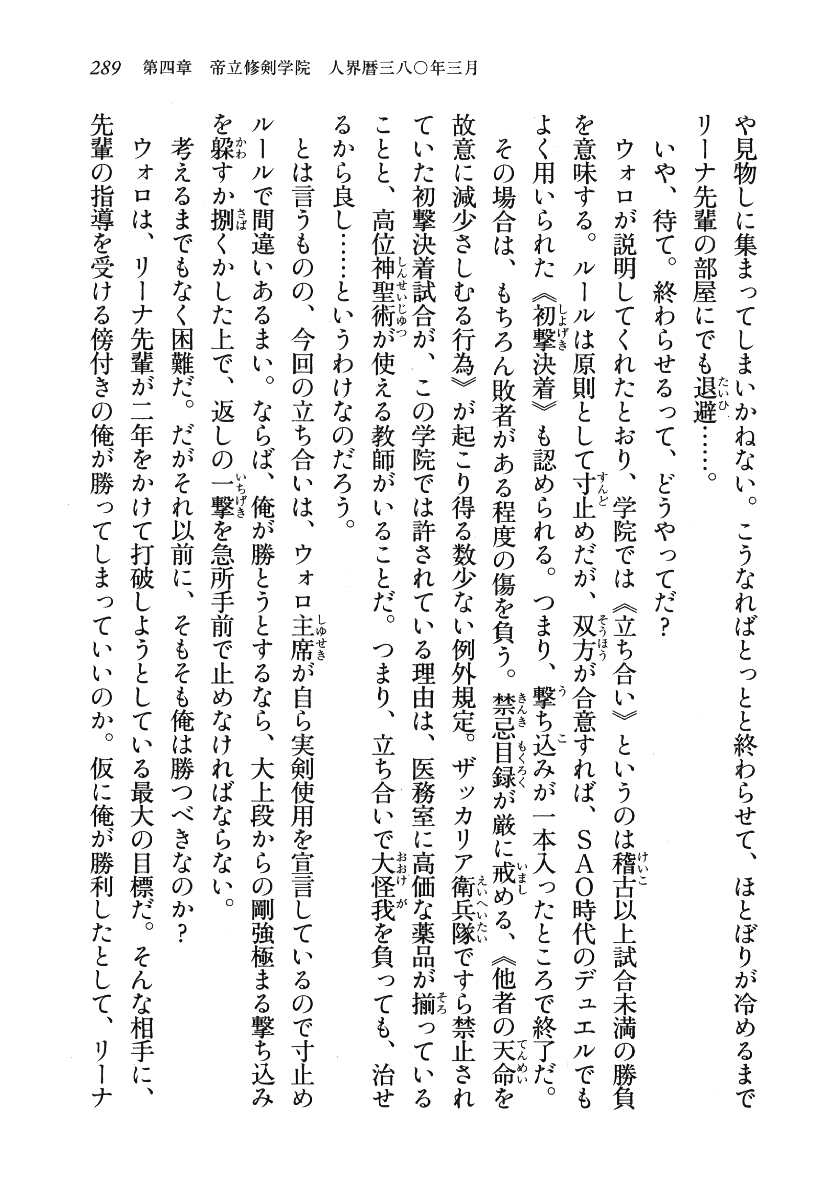 289　第四章　帝立修剣学院　人界暦三八〇年三月
や見物しに集まってしまいかねない。こうなればとっとと終わらせて、ほとぼりが冷めるまで
リーナ先輩の部屋にでも退避……。
いや、待て。終わらせるって、どうやってだ？
ウォロが説明してくれたとおり、学院では《立ち合い》というのは稽古以上試合未満の勝負
を意味する。ルールは原則として寸止めだが、双方が合意すれば、ＳＡＯ時代のデュエルでも
よく用いられた《初撃決着》も認められる。つまり、撃ち込みが一本入ったところで終了だ。
その場合は、もちろん敗者がある程度の傷を負う。禁忌目録が厳に戒める、《他者の天命を
故意に減少さしむる行為》が起こり得る数少ない例外規定。ザッカリア衛兵隊ですら禁止され
ていた初撃決着試合が、この学院では許されている理由は、医務室に高価な薬品が揃っている
ことと、高位神聖術が使える教師がいることだ。つまり、立ち合いで大怪我を負っても、治せ
るから良し……というわけなのだろう。
とは言うものの、今回の立ち合いは、ウォロ主席が自ら実剣使用を宣言しているので寸止め
ルールで間違いあるまい。ならば、俺が勝とうとするなら、大上段からの剛強極まる撃ち込み
を躱すか捌くかした上で、返しの一撃を急所手前で止めなければならない。
考えるまでもなく困難だ。だがそれ以前に、そもそも俺は勝つべきなのか？
ウォロは、リーナ先輩が二年をかけて打破しようとしている最大の目標だ。そんな相手に、
先輩の指導を受ける傍付きの俺が勝ってしまっていいのか。仮に俺が勝利したとして、リーナ